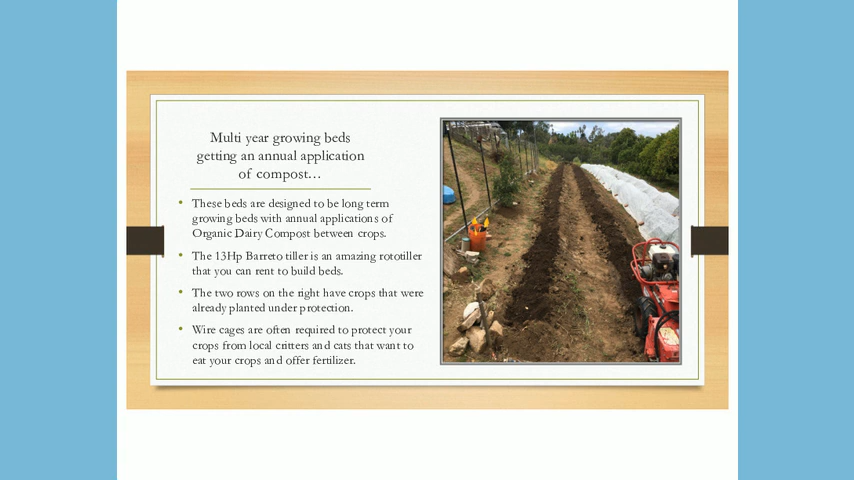 Multi year growing beds
getting an annual application
of compost…
• These beds are designed to be long term
growing beds with annual applications of
Organic Dairy Compost between crops.
• The 13Hp Barreto tiller is an amazing rototiller
that you can rent to build beds.
• The two rows on the right have crops that were
already planted under protection.
• Wire cages are often required to protect your
crops from local critters and cats that want to
eat your crops and offer fertilizer.